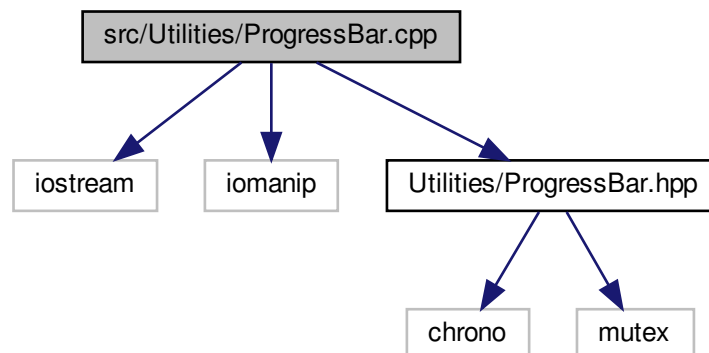 src/Utilities/ProgressBar.cpp
iostream
iomanip
Utilities/ProgressBar.hpp
chrono
mutex